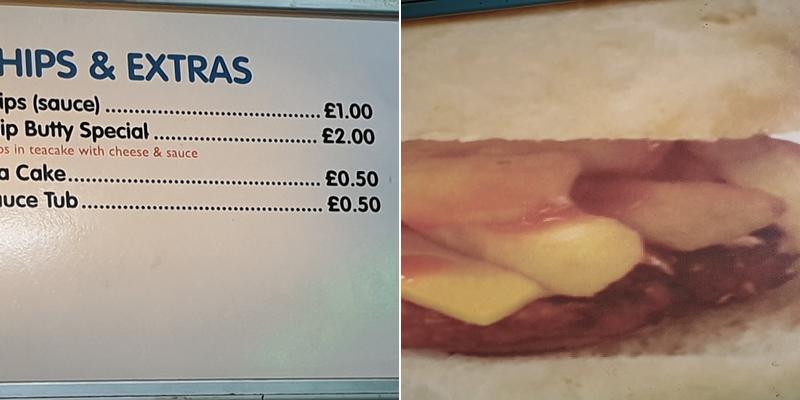 HIPS & EXTRAS
ips (sauce) ........................................ £1.00
ip Butty Special ............................... £2.00
os in teacake with cheese & sauce
a Cake............................................... £0.50
uce Tub............................................. £0.50